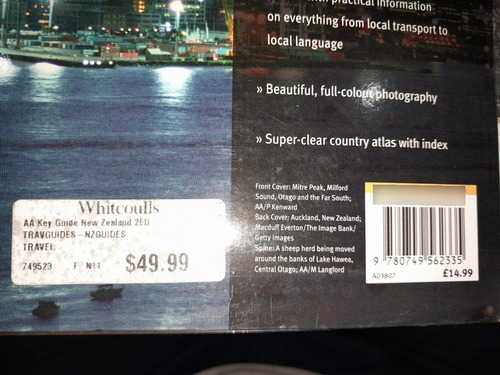 practical information
on everything from local transport to
local language
» Beautiful, full-colour photography
» Super-clear country atlas with index
Whitcoulls
AA Key Guide New Zealand 2ED
TRAVGUIDES - NZGUIDES
TRAVEL
749523 F N11 $49.99
Front Cover: Mitre Peak, Milford
Sound, Otago and the Far South;
AA/P Kenward
Back Cover: Auckland, New Zealand;
Macduff Everton/The Image Bank/
Getty Images
Spine: A sheep herd being moved
around the banks of Lake Hawea,
Central Otago; AA/M Langford
9 780749 562335
A03807 £14.99